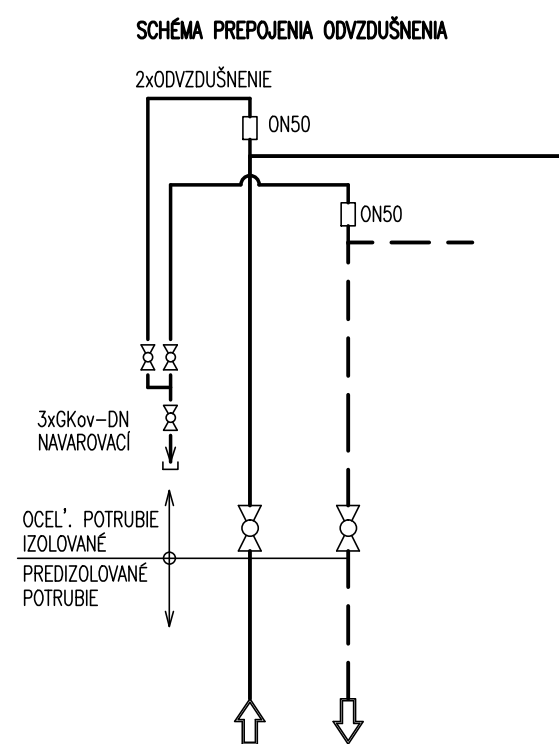 SCHÉMA PREPOJENIA ODVZDUŠNENIA
2xODVZDUŠNENIE
ON50
ON50
3xGKov-DN
NAVAROVACÍ
OCEL'. POTRUBIE
IZOLOVANÉ
PREDIZOLOVANÉ
POTRUBIE